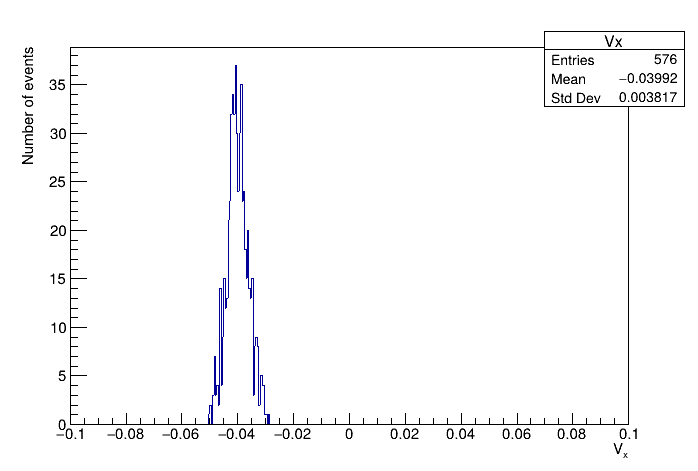 Vx
Entries 576
Mean −0.03992
Std Dev 0.003817
Number of events
35
30
25
20
15
10
5
0
−0.1 −0.08 −0.06 −0.04 −0.02 0 0.02 0.04 0.06 0.08 0.1
Vx